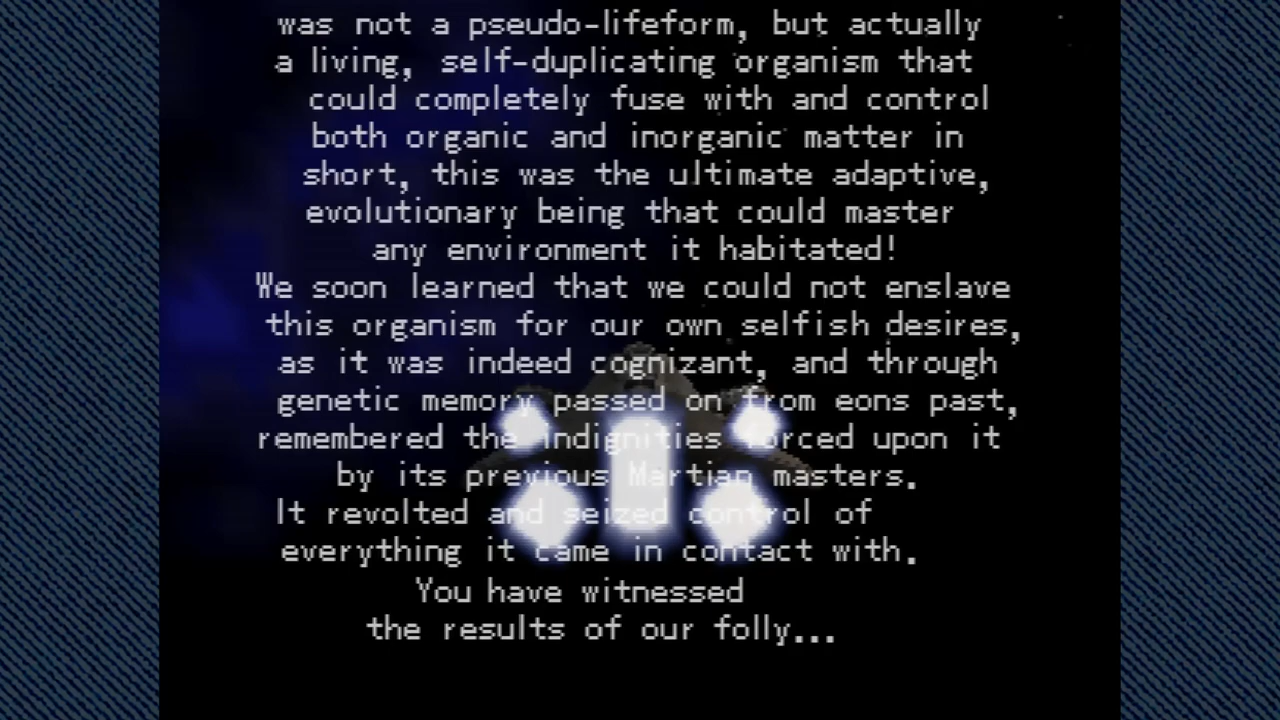 was not a pseudo-lifeform, but actually
a living, self-duplicating organism that
could completely fuse with and control
both organic and inorganic matter in
short, this was the ultimate adaptive,
evolutionary being that could master
any environment it habitated!
We soon learned that we could not enslave
this organism for our own selfish desires,
as it was indeed cognizant, and through
genetic memory passed on from eons past,
remembered the indignities forced upon it
by its previous Martian masters.
It revolted and seized control of
everything it came in contact with.
You have witnessed
the results of our folly...